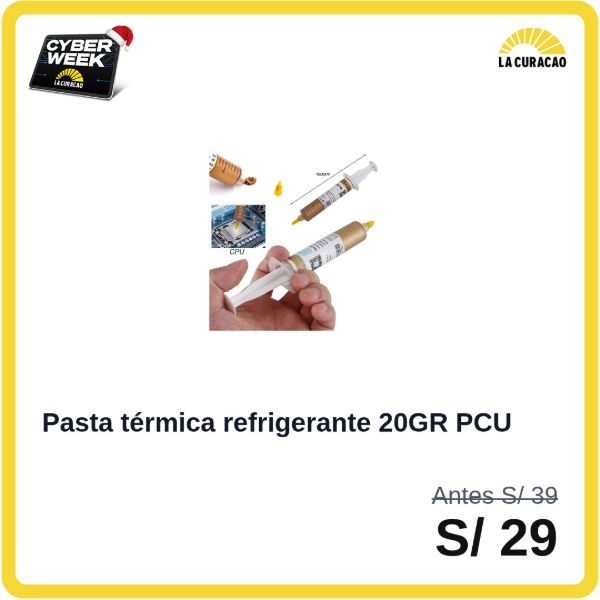 CYBER
WEEK
LA CURACAO
LA CURACAO
CPU
Pasta térmica refrigerante 20GR PCU
Antes S/ 39
S/ 29